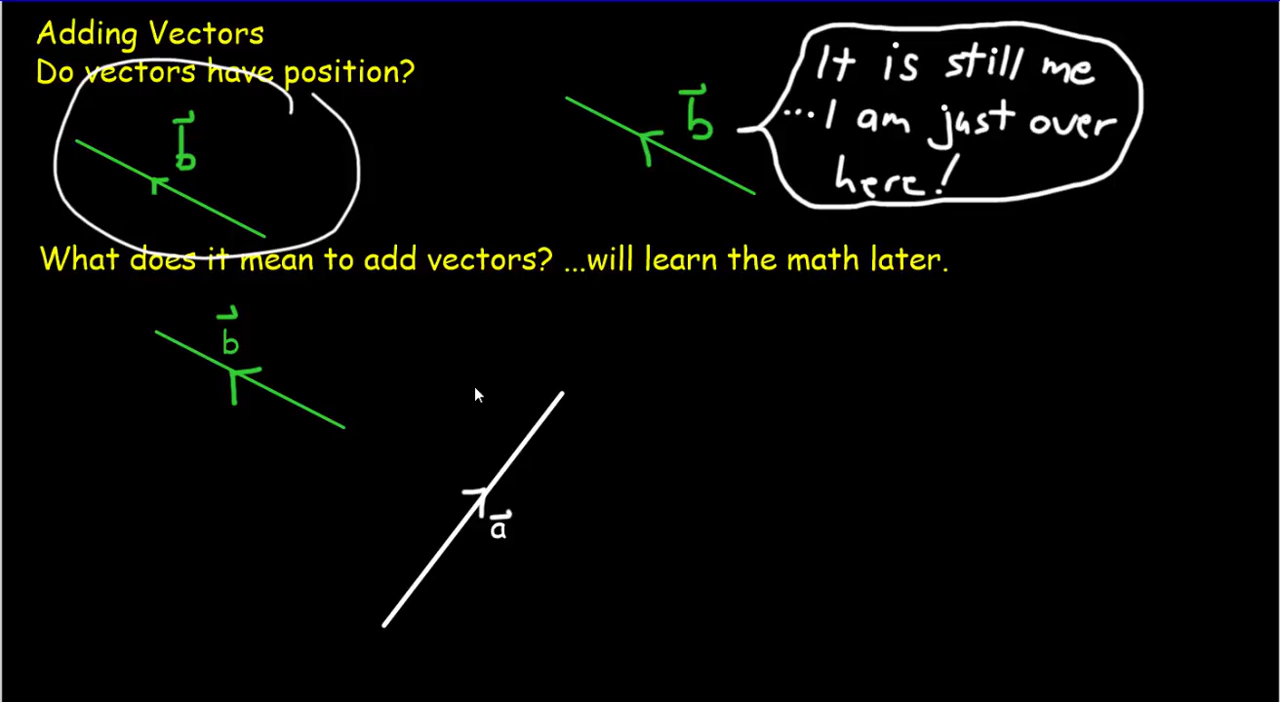 Adding Vectors
Do vectors have position?
b
b
It is still me
...I am just over
here!
What does it mean to add vectors? ...will learn the math later.
b
a